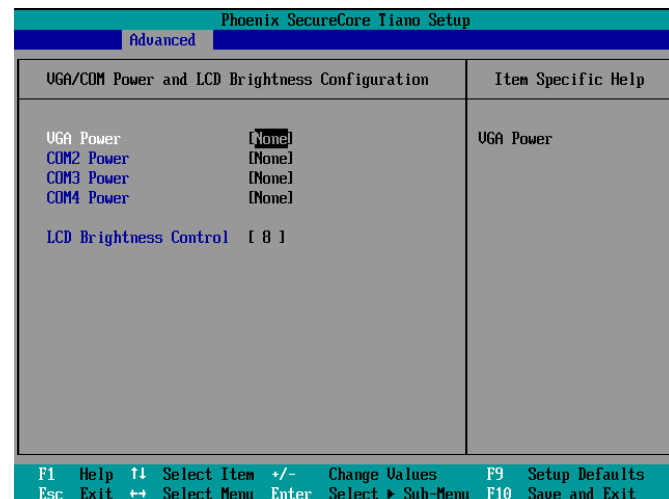 Phoenix SecureCore Tiano Setup
Advanced
VGA/COM Power and LCD Brightness Configuration
Item Specific Help
VGA Power [None]
VGA Power
COM2 Power [None]
COM3 Power [None]
COM4 Power [None]
LCD Brightness Control [ 8 ]
F1 Help ↑↓ Select Item +/- Change Values F9 Setup Defaults
Esc Exit ↔ Select Menu Enter Select ▶ Sub-Menu F10 Save and Exit